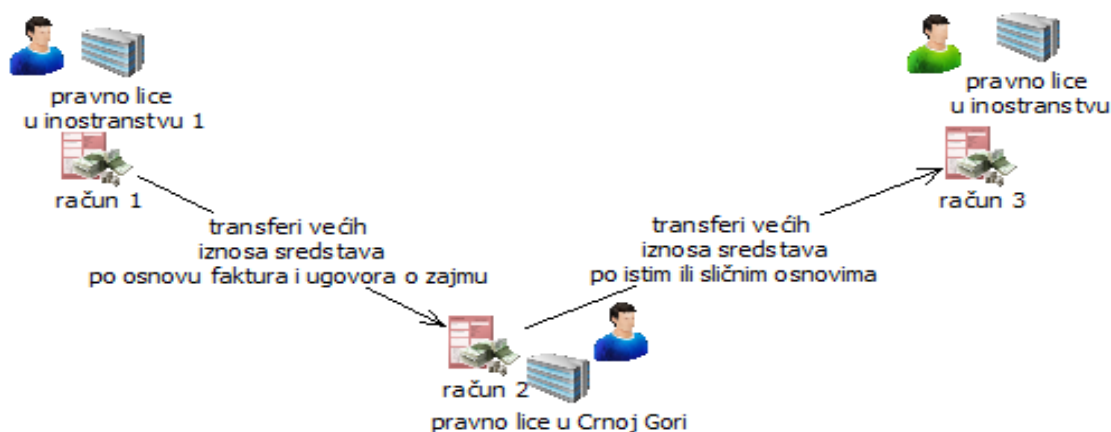 pravno lice
u inostranstvu 1
račun 1
transferi većih
iznosa sredstava
po osnovu faktura i ugovora o zajmu
račun 2
pravno lice u Crnoj Gori
transferi većih
iznosa sredstava
po istim ili sličnim osnovima
pravno lice
u inostranstvu
račun 3